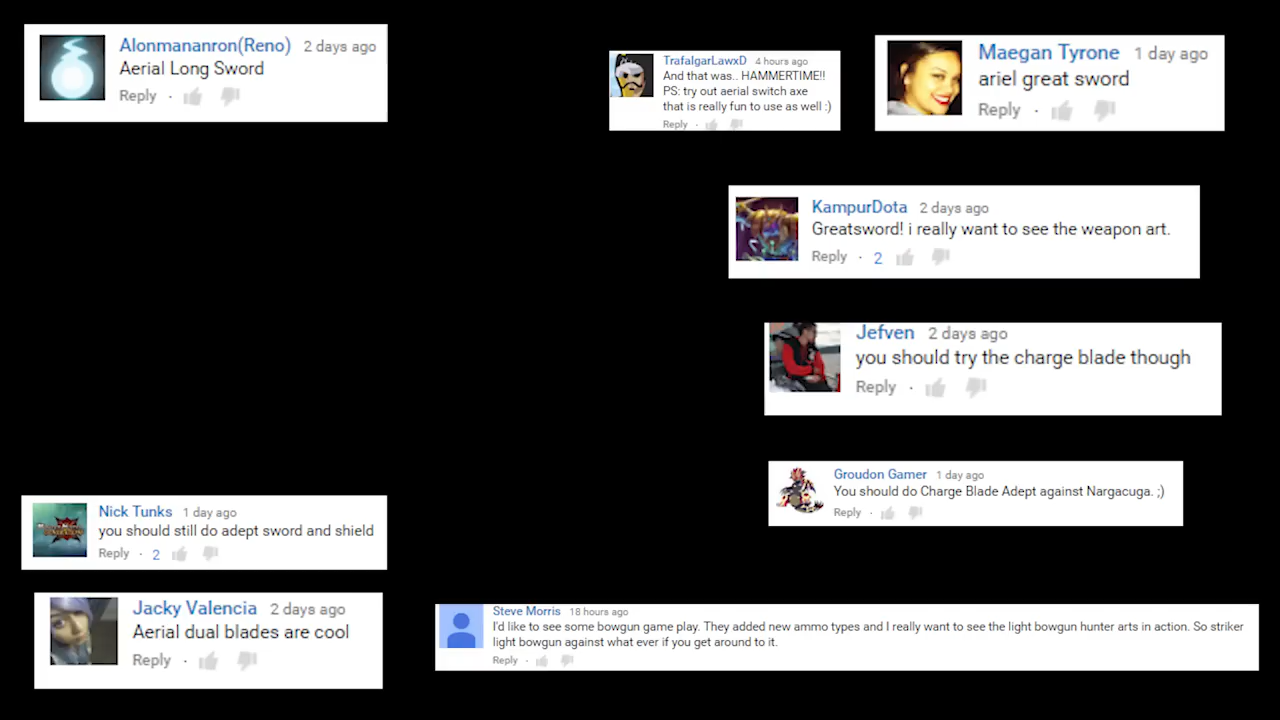 Alonmananron(Reno) 2 days ago
Aerial Long Sword
Reply ·
TrafalgarLawxD 4 hours ago
And that was.. HAMMERTIME!!
PS: try out aerial switch axe
that is really fun to use as well :)
Reply ·
Maegan Tyrone 1 day ago
ariel great sword
Reply ·
KampurDota 2 days ago
Greatsword! i really want to see the weapon art.
Reply · 2
Jefven 2 days ago
you should try the charge blade though
Reply ·
Groudon Gamer 1 day ago
You should do Charge Blade Adept against Nargacuga. ;)
Reply ·
Nick Tunks 1 day ago
you should still do adept sword and shield
Reply · 2
Jacky Valencia 2 days ago
Aerial dual blades are cool
Reply ·
Steve Morris 18 hours ago
I'd like to see some bowgun game play. They added new ammo types and I really want to see the light bowgun hunter arts in action. So striker
light bowgun against what ever if you get around to it.
Reply ·